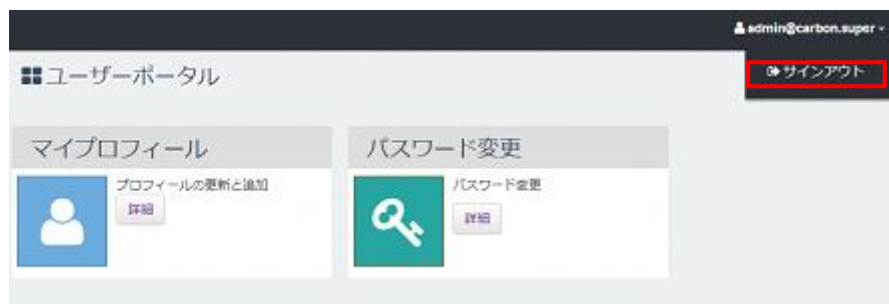 admin@carbon.super
ユーザーポータル
サインアウト
マイプロフィール
パスワード変更
プロフィールの更新と追加
詳細
パスワード変更
詳細